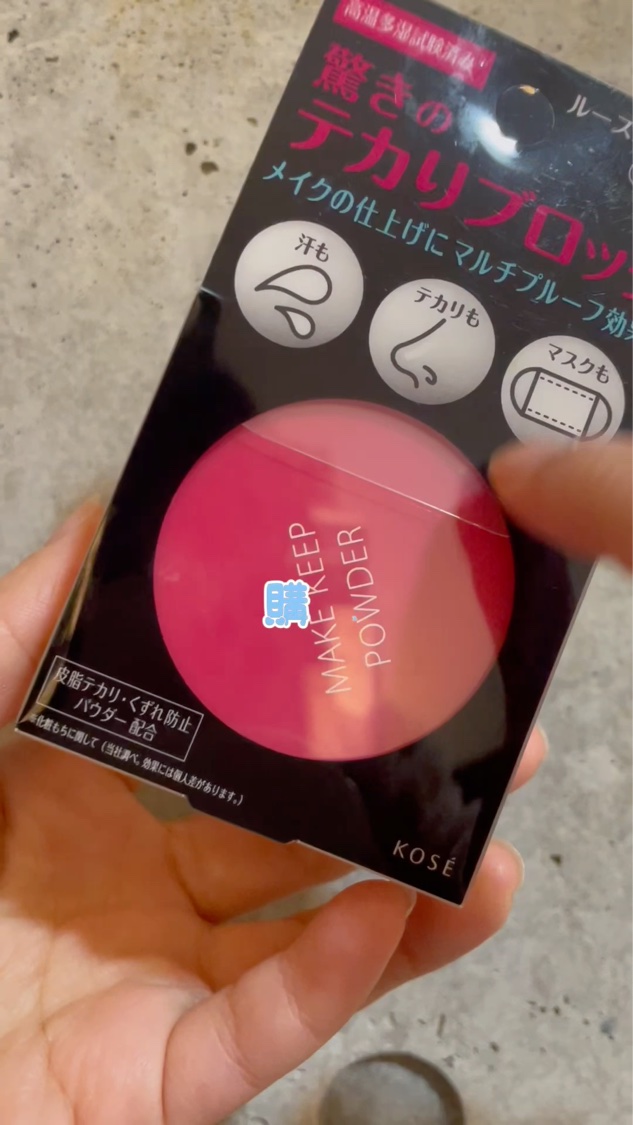 高温多湿試験済み
ルース
驚きの
テカリブロッ
メイクの仕上げにマルチプルーフ効
汗も
テカリも
マスクも
MAKE KEEP
POWDER
購
皮脂テカリ・くずれ防止
パウダー配合
※化粧もちに関して（当社調べ。効果には個人差があります。）
KOSÉ